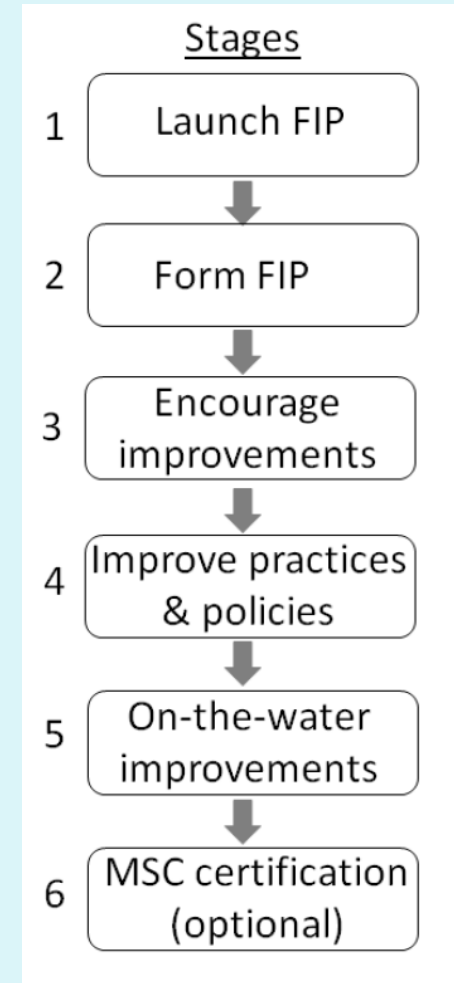 Stages
1 Launch FIP
2 Form FIP
3 Encourage
improvements
4 Improve practices
& policies
5 On-the-water
improvements
6 MSC certification
(optional)